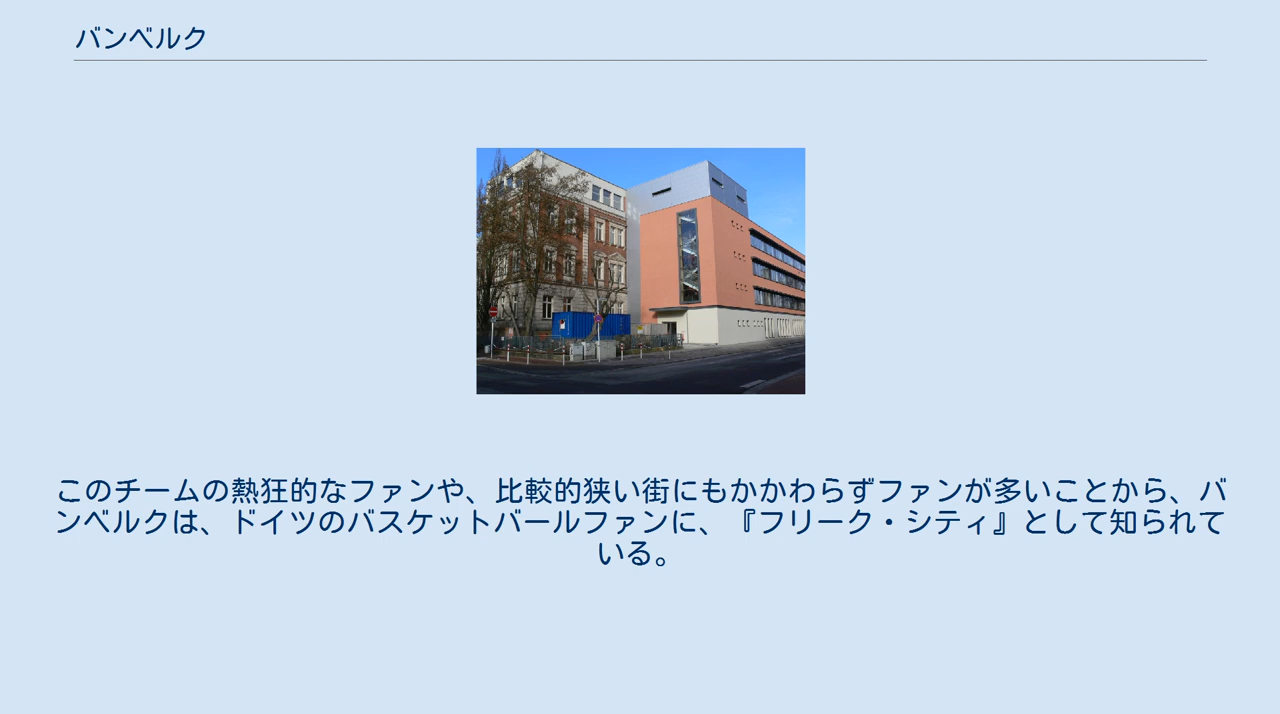 バンベルク
このチームの熱狂的なファンや、比較的狭い街にもかかわらずファンが多いことから、バ
ンベルクは、ドイツのバスケットバールファンに、『フリーク・シティ』として知られて
いる。